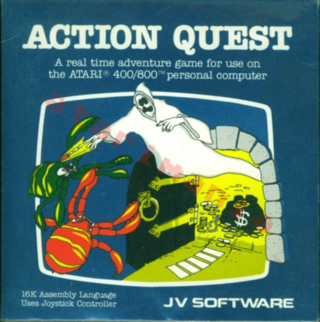 ACTION QUEST
A real time adventure game for use on
the ATARI® 400/800™ personal computer
$
16K Assembly Language
Uses Joystick Controller
JV SOFTWARE